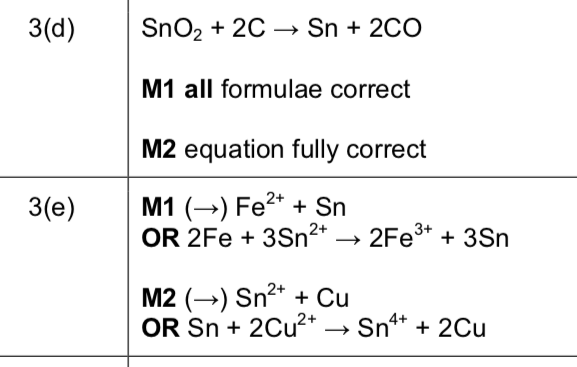 3(d)
SnO₂ + 2C → Sn + 2CO
M1 all formulae correct
M2 equation fully correct
3(e)
M1 (→) Fe²⁺ + Sn
OR 2Fe + 3Sn²⁺ → 2Fe³⁺ + 3Sn
M2 (→) Sn²⁺ + Cu
OR Sn + 2Cu²⁺ → Sn⁴⁺ + 2Cu